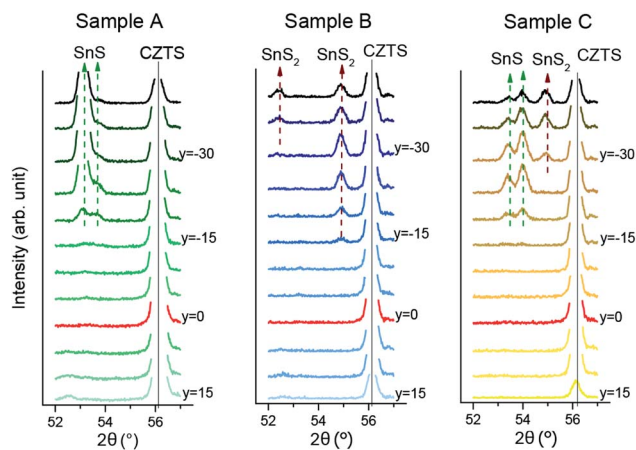 Sample A
Sample B
Sample C
SnS
CZTS
SnS₂
SnS₂
CZTS
SnS
SnS₂
CZTS
y=-30
y=-15
y=0
y=15
y=-30
y=-15
y=0
y=15
y=-30
y=-15
y=0
y=15
Intensity (arb. unit)
52
54
56
52
54
56
52
54
56
2θ (°)
2θ (º)
2θ (º)